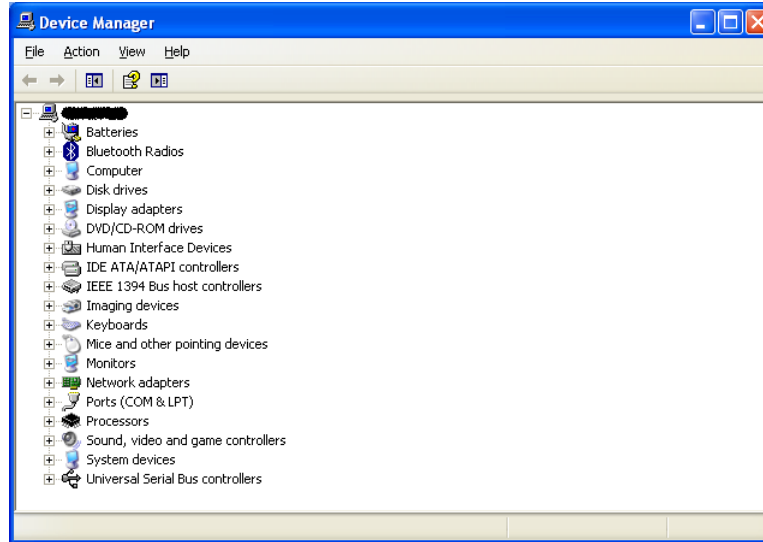 Device Manager
File Action View Help
Batteries
Bluetooth Radios
Computer
Disk drives
Display adapters
DVD/CD-ROM drives
Human Interface Devices
IDE ATA/ATAPI controllers
IEEE 1394 Bus host controllers
Imaging devices
Keyboards
Mice and other pointing devices
Monitors
Network adapters
Ports (COM & LPT)
Processors
Sound, video and game controllers
System devices
Universal Serial Bus controllers